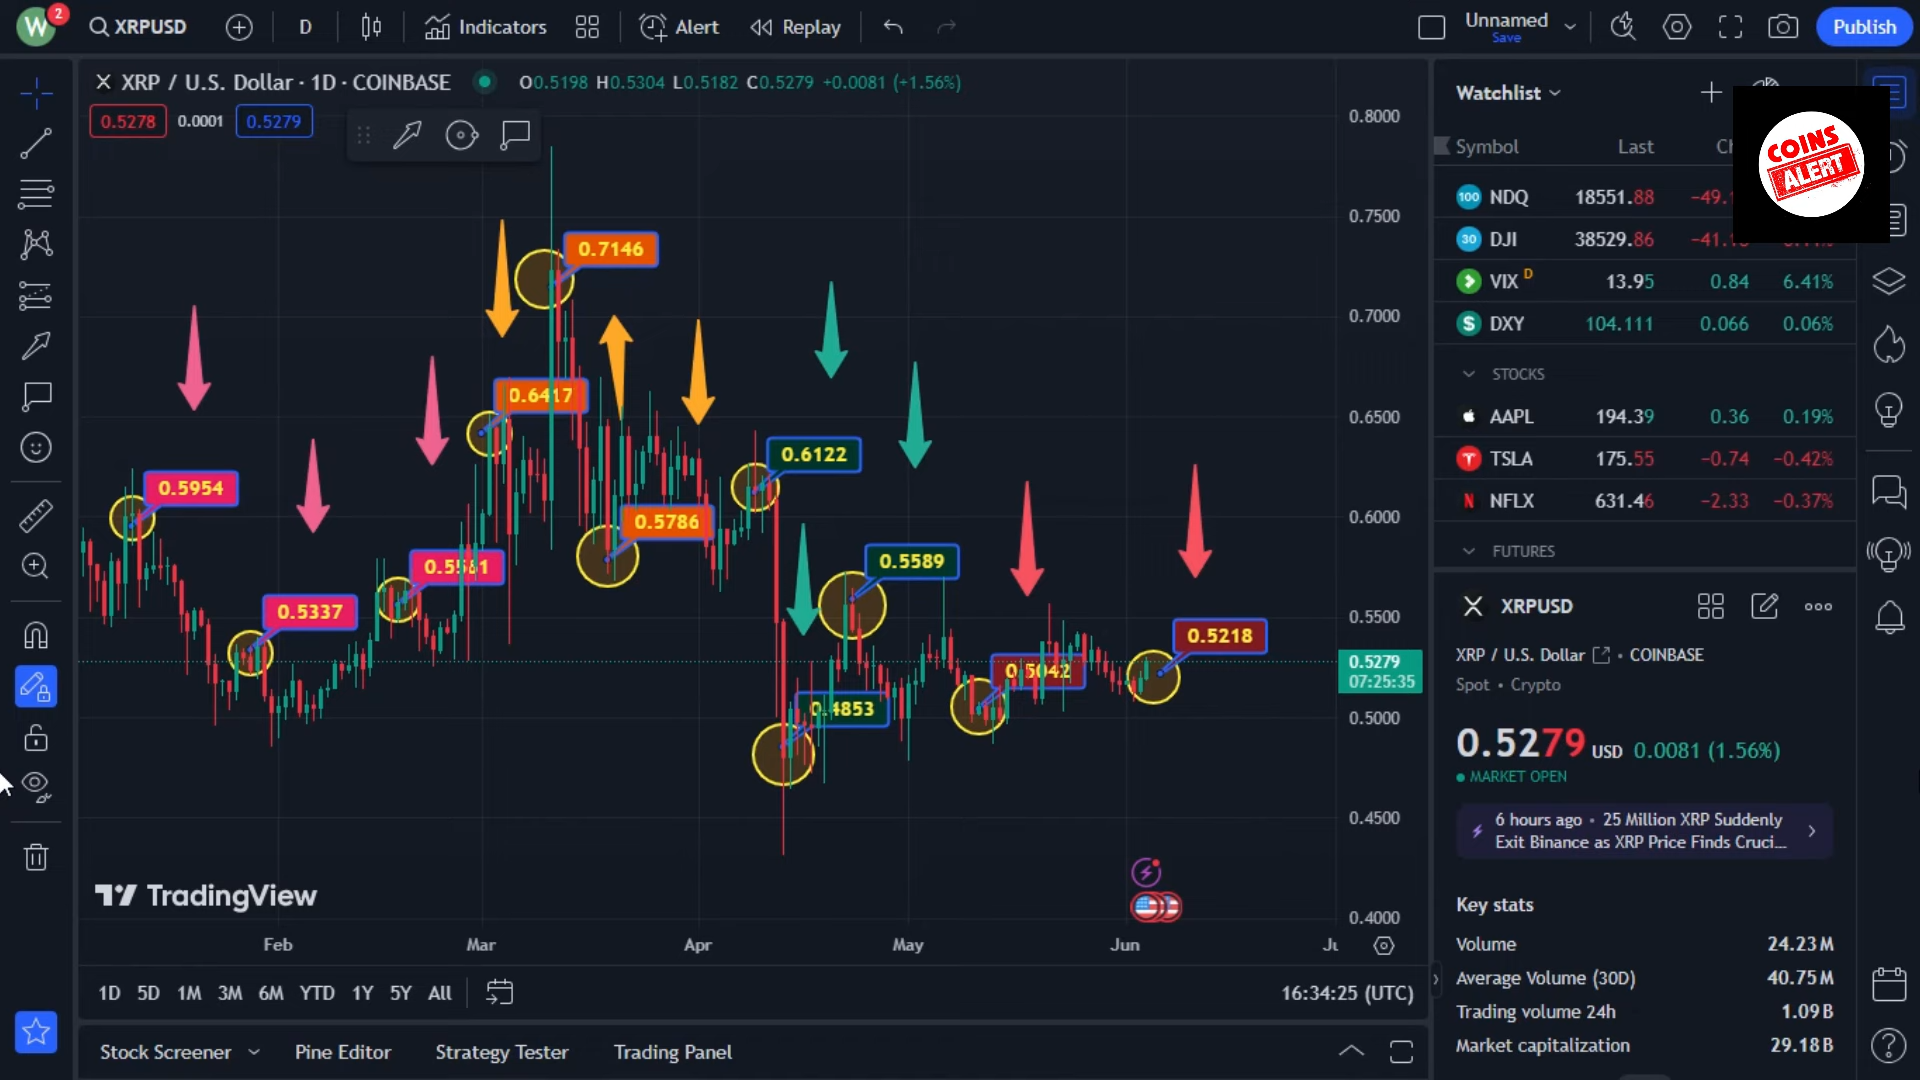 W 2 XRPUSD D Indicators Alert Replay Unnamed Save Publish
XRP / U.S. Dollar · 1D · COINBASE O0.5198 H0.5304 L0.5182 C0.5279 +0.0081 (+1.56%)
0.5278 0.0001 0.5279
0.8000
0.7500
0.7000
0.6500
0.6000
0.5500
0.5279
07:25:35
0.5000
0.4500
0.4000
0.7146
0.6417
0.5954
0.5337
0.5786
0.6122
0.5589
0.4853
0.5042
0.5218
TradingView
Feb Mar Apr May Jun
1D 5D 1M 3M 6M YTD 1Y 5Y All 16:34:25 (UTC)
Stock Screener Pine Editor Strategy Tester Trading Panel
Watchlist
COINS
ALERT
Symbol Last
100 NDQ 18551.88
30 DJI 38529.86
VIX D 13.95 0.84 6.41%
DXY 104.111 0.066 0.06%
STOCKS
AAPL 194.39 0.36 0.19%
TSLA 175.55 −0.74 −0.42%
NFLX 631.46 −2.33 −0.37%
FUTURES
XRPUSD
XRP / U.S. Dollar • COINBASE
Spot • Crypto
0.5279 USD 0.0081 (1.56%)
MARKET OPEN
6 hours ago • 25 Million XRP Suddenly
Exit Binance as XRP Price Finds Cruci...
Key stats
Volume 24.23M
Average Volume (30D) 40.75M
Trading volume 24h 1.09B
Market capitalization 29.18B